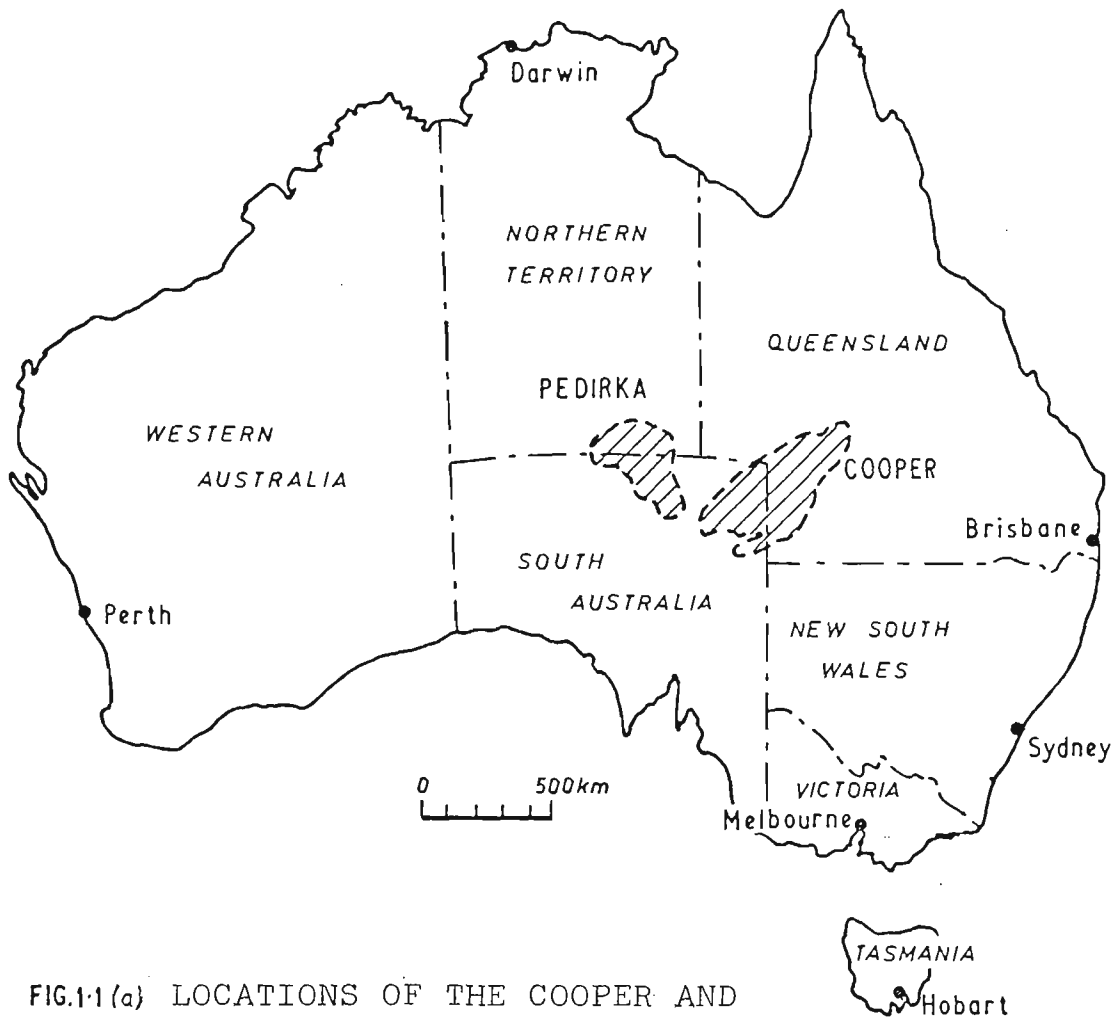 Darwin
NORTHERN
TERRITORY
QUEENSLAND
PEDIRKA
WESTERN
AUSTRALIA
COOPER
Brisbane
SOUTH
AUSTRALIA
Perth
NEW SOUTH
WALES
Sydney
0 500km
VICTORIA
Melbourne
TASMANIA
Hobart
FIG.1·1 (a) LOCATIONS OF THE COOPER AND